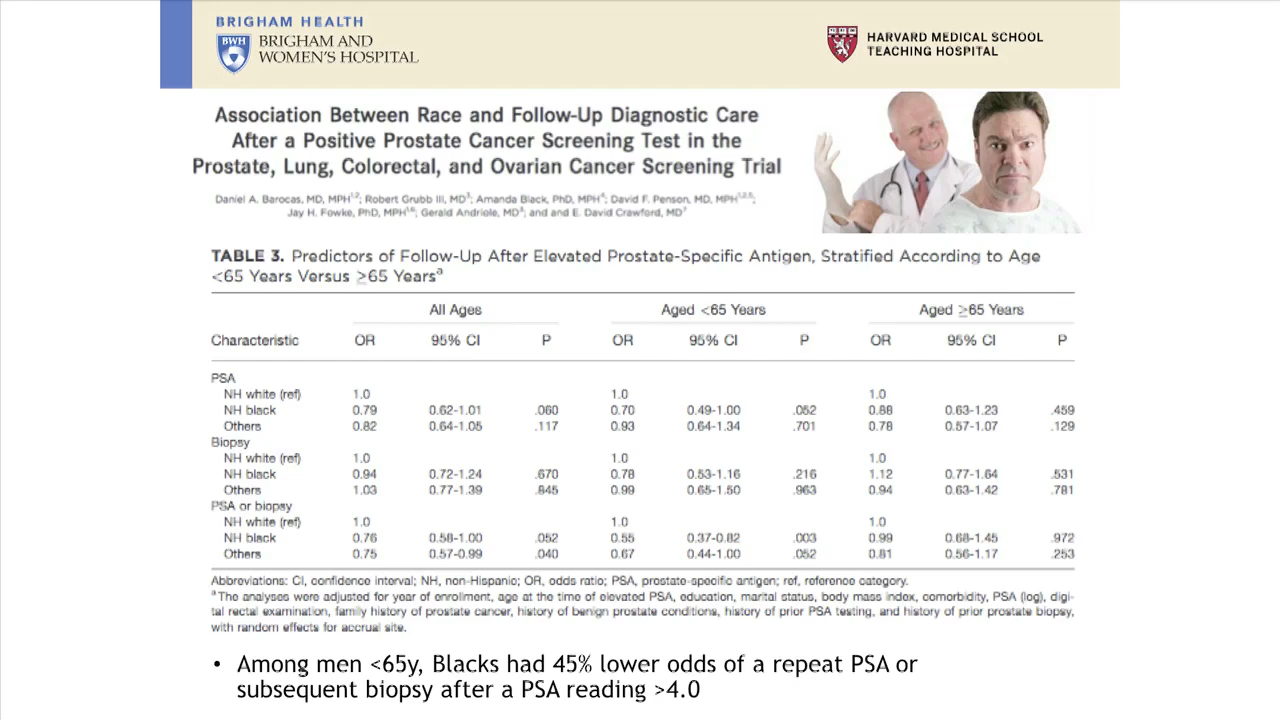 BRIGHAM HEALTH
BWH
BRIGHAM AND
WOMEN'S HOSPITAL
HARVARD MEDICAL SCHOOL
TEACHING HOSPITAL
Association Between Race and Follow-Up Diagnostic Care
After a Positive Prostate Cancer Screening Test in the
Prostate, Lung, Colorectal, and Ovarian Cancer Screening Trial
Daniel A. Barocas, MD, MPH; Robert Grubb III, MD; Amanda Black, PhD, MPH; David F. Penson, MD, MPH;
Jay H. Fowke, PhD, MPH; Gerald Andriole, MD; and and E. David Crawford, MD
TABLE 3. Predictors of Follow-Up After Elevated Prostate-Specific Antigen, Stratified According to Age
<65 Years Versus ≥65 Yearsᵃ
All Ages Aged <65 Years Aged ≥65 Years
Characteristic OR 95% CI P OR 95% CI P OR 95% CI P
PSA
NH white (ref) 1.0 1.0 1.0
NH black 0.79 0.62-1.01 .060 0.70 0.49-1.00 .052 0.88 0.63-1.23 .459
Others 0.82 0.64-1.05 .117 0.93 0.64-1.34 .701 0.78 0.57-1.07 .129
Biopsy
NH white (ref) 1.0 1.0 1.0
NH black 0.94 0.72-1.24 .670 0.78 0.53-1.16 .216 1.12 0.77-1.64 .531
Others 1.03 0.77-1.39 .845 0.99 0.65-1.50 .963 0.94 0.63-1.42 .781
PSA or biopsy
NH white (ref) 1.0 1.0 1.0
NH black 0.76 0.58-1.00 .052 0.55 0.37-0.82 .003 0.99 0.68-1.45 .972
Others 0.75 0.57-0.99 .040 0.67 0.44-1.00 .052 0.81 0.56-1.17 .253
Abbreviations: CI, confidence interval; NH, non-Hispanic; OR, odds ratio; PSA, prostate-specific antigen; ref, reference category.
ᵃThe analyses were adjusted for year of enrollment, age at the time of elevated PSA, education, marital status, body mass index, comorbidity, PSA (log), digi-
tal rectal examination, family history of prostate cancer, history of benign prostate conditions, history of prior PSA testing, and history of prior prostate biopsy,
with random effects for accrual site.
• Among men <65y, Blacks had 45% lower odds of a repeat PSA or
subsequent biopsy after a PSA reading >4.0